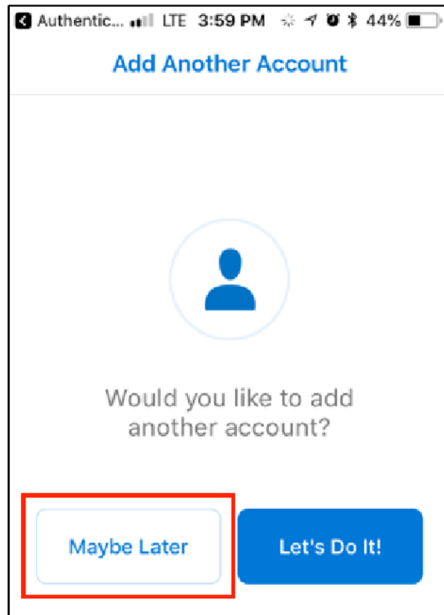 Authentic... LTE 3:59 PM 44%
Add Another Account
Would you like to add
another account?
Maybe Later
Let's Do It!